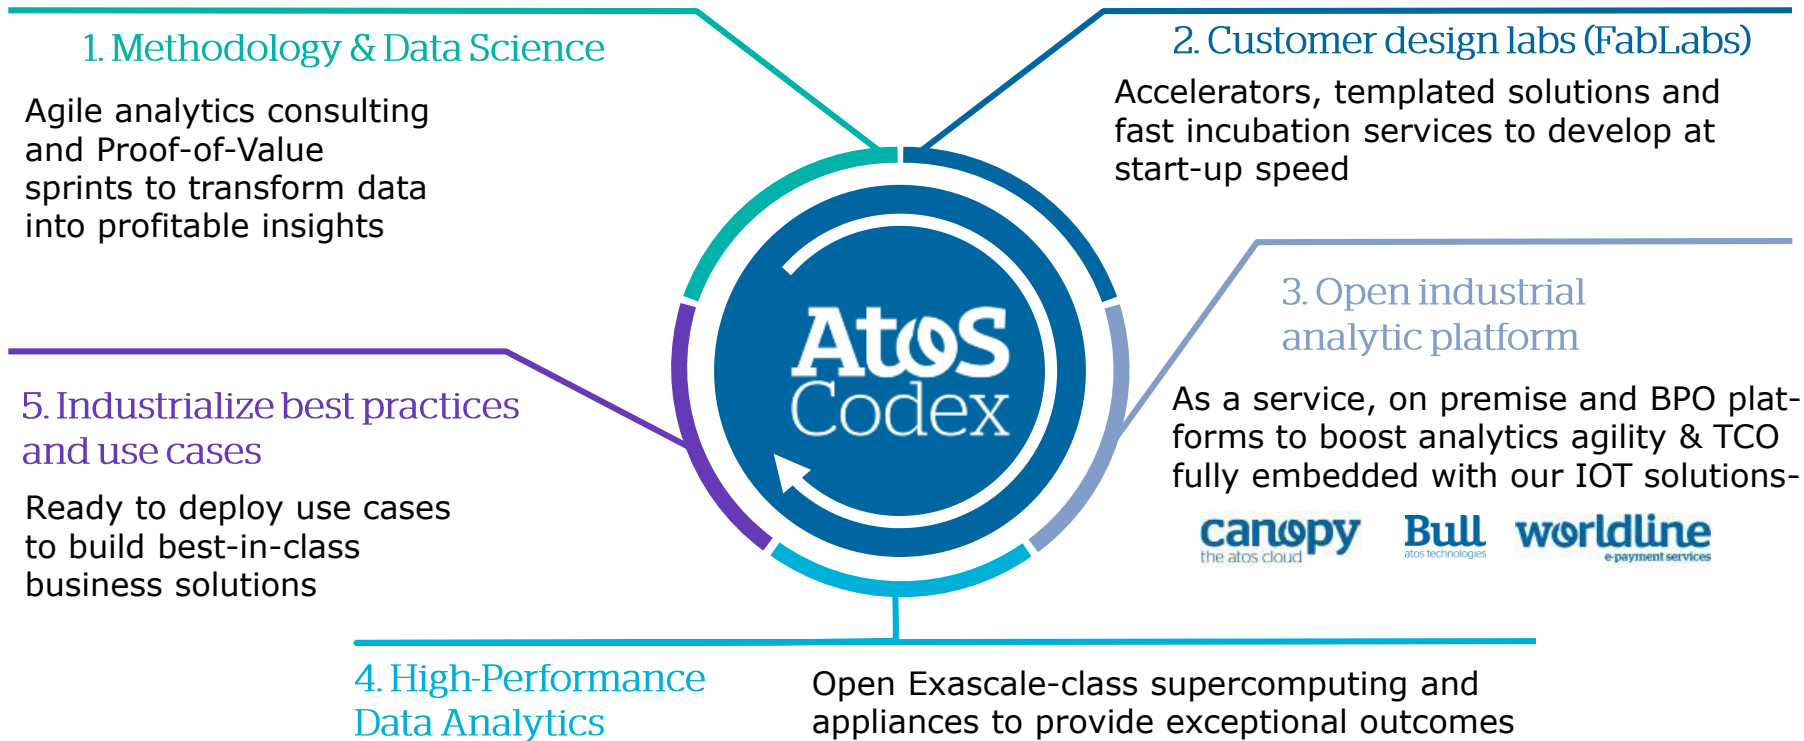 1. Methodology & Data Science
Agile analytics consulting
and Proof-of-Value
sprints to transform data
into profitable insights
2. Customer design labs (FabLabs)
Accelerators, templated solutions and
fast incubation services to develop at
start-up speed
3. Open industrial
analytic platform
As a service, on premise and BPO plat-
forms to boost analytics agility & TCO
fully embedded with our IOT solutions-
canopy
the atos cloud
Bull
atos technologies
worldline
e-payment services
Atos
Codex
5. Industrialize best practices
and use cases
Ready to deploy use cases
to build best-in-class
business solutions
4. High-Performance
Data Analytics
Open Exascale-class supercomputing and
appliances to provide exceptional outcomes